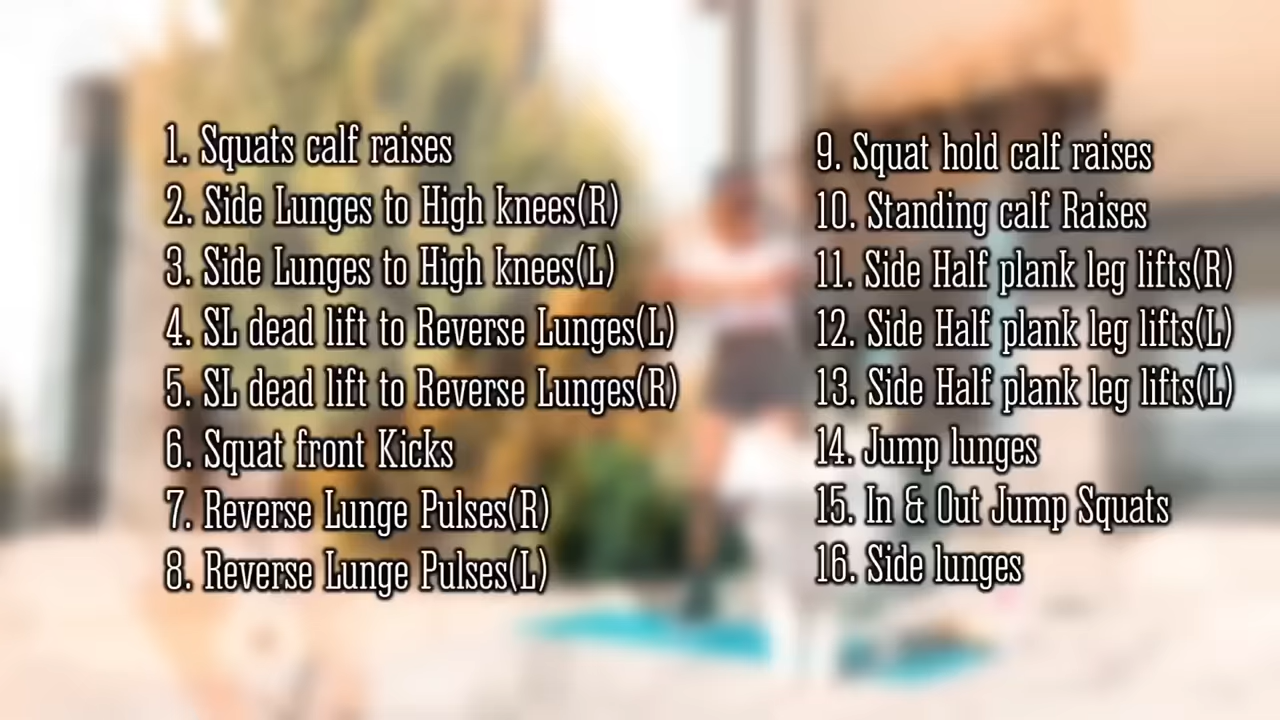 1. Squats calf raises
2. Side Lunges to High knees(R)
3. Side Lunges to High knees(L)
4. SL dead lift to Reverse Lunges(L)
5. SL dead lift to Reverse Lunges(R)
6. Squat front Kicks
7. Reverse Lunge Pulses(R)
8. Reverse Lunge Pulses(L)
9. Squat hold calf raises
10. Standing calf Raises
11. Side Half plank leg lifts(R)
12. Side Half plank leg lifts(L)
13. Side Half plank leg lifts(L)
14. Jump lunges
15. In & Out Jump Squats
16. Side lunges